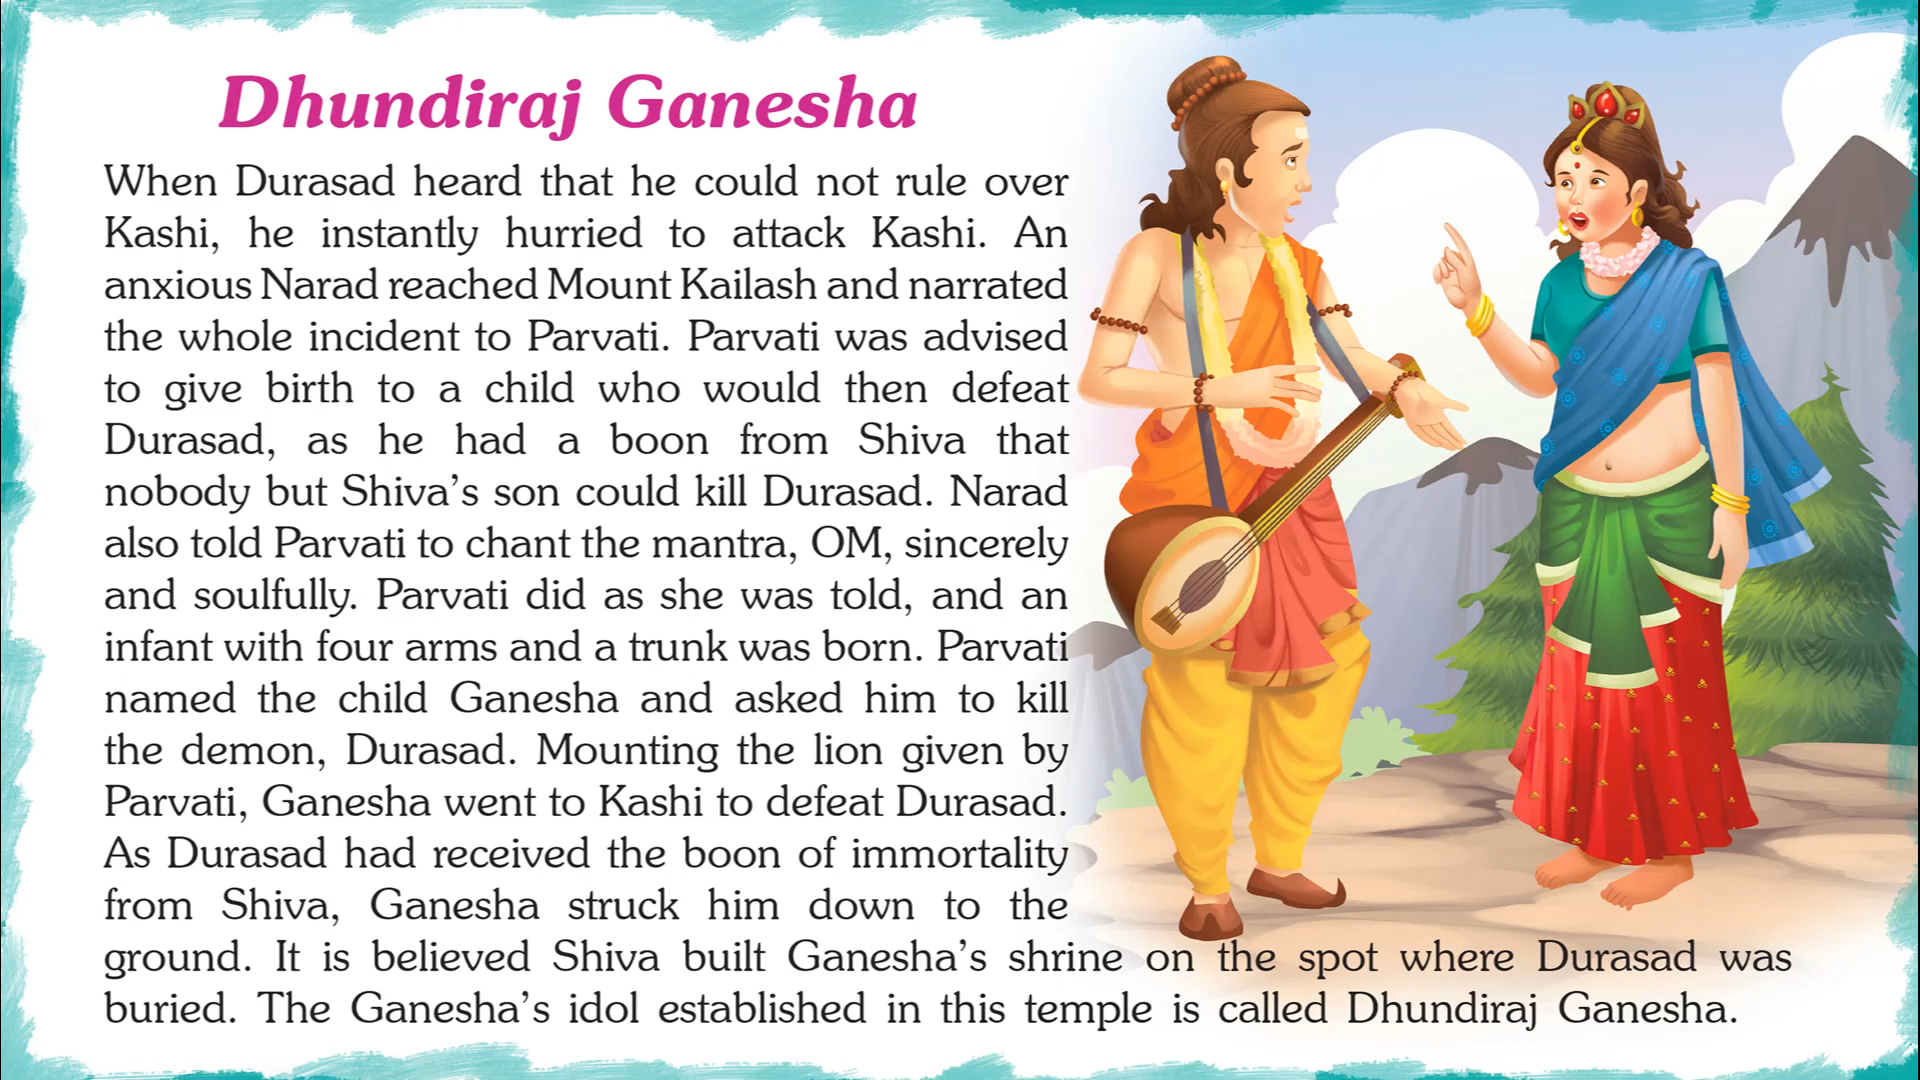 Dhundiraj Ganesha
When Durasad heard that he could not rule over
Kashi, he instantly hurried to attack Kashi. An
anxious Narad reached Mount Kailash and narrated
the whole incident to Parvati. Parvati was advised
to give birth to a child who would then defeat
Durasad, as he had a boon from Shiva that
nobody but Shiva’s son could kill Durasad. Narad
also told Parvati to chant the mantra, OM, sincerely
and soulfully. Parvati did as she was told, and an
infant with four arms and a trunk was born. Parvati
named the child Ganesha and asked him to kill
the demon, Durasad. Mounting the lion given by
Parvati, Ganesha went to Kashi to defeat Durasad.
As Durasad had received the boon of immortality
from Shiva, Ganesha struck him down to the
ground. It is believed Shiva built Ganesha’s shrine on the spot where Durasad was
buried. The Ganesha’s idol established in this temple is called Dhundiraj Ganesha.